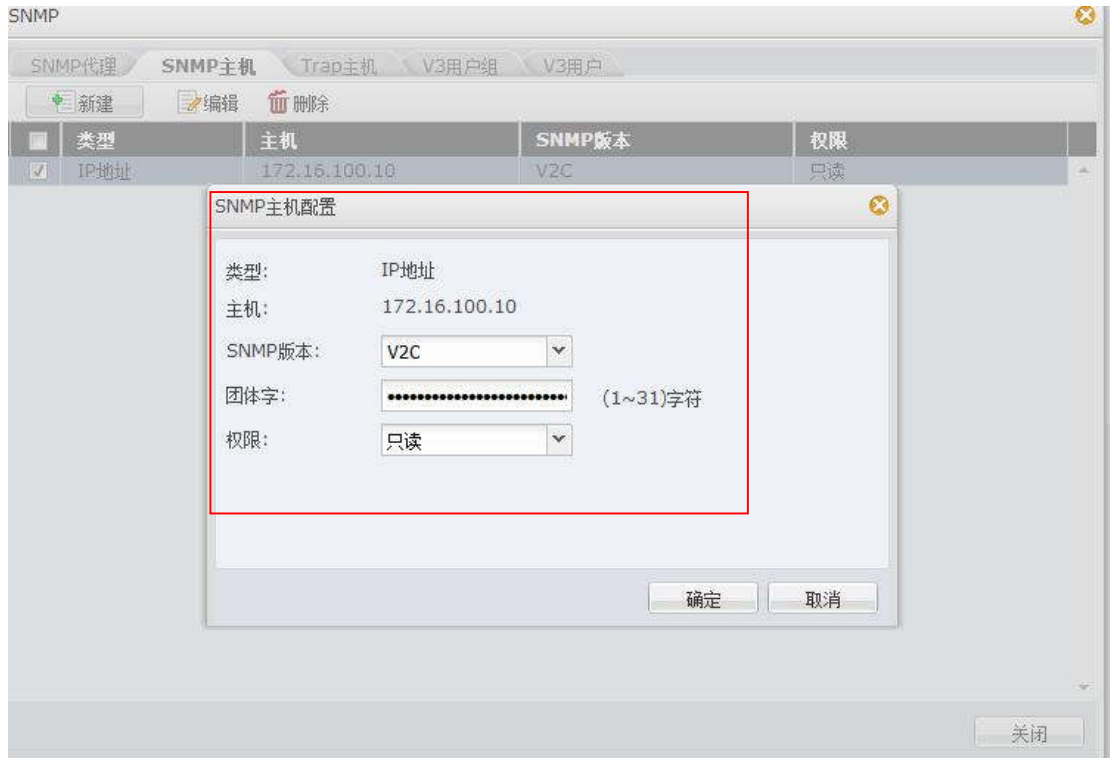 SNMP
SNMP代理 SNMP主机 Trap主机 V3用户组 V3用户
新建 编辑 删除
类型 主机 SNMP版本 权限
IP地址 172.16.100.10 V2C 只读
SNMP主机配置
类型: IP地址
主机: 172.16.100.10
SNMP版本: V2C
团体字: (1~31)字符
权限: 只读
确定 取消
关闭